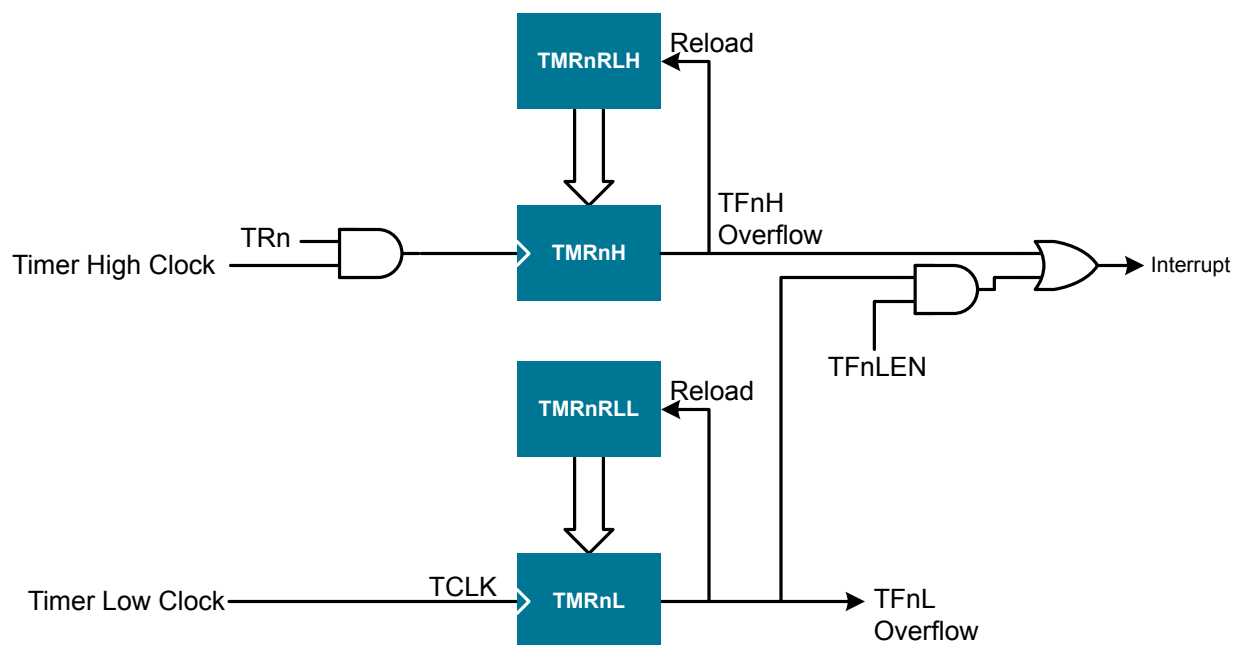 TMRnRLH
Reload
TRn
Timer High Clock
TMRnH
TFnH
Overflow
Interrupt
TFnLEN
TMRnRLL
Reload
Timer Low Clock
TCLK
TMRnL
TFnL
Overflow